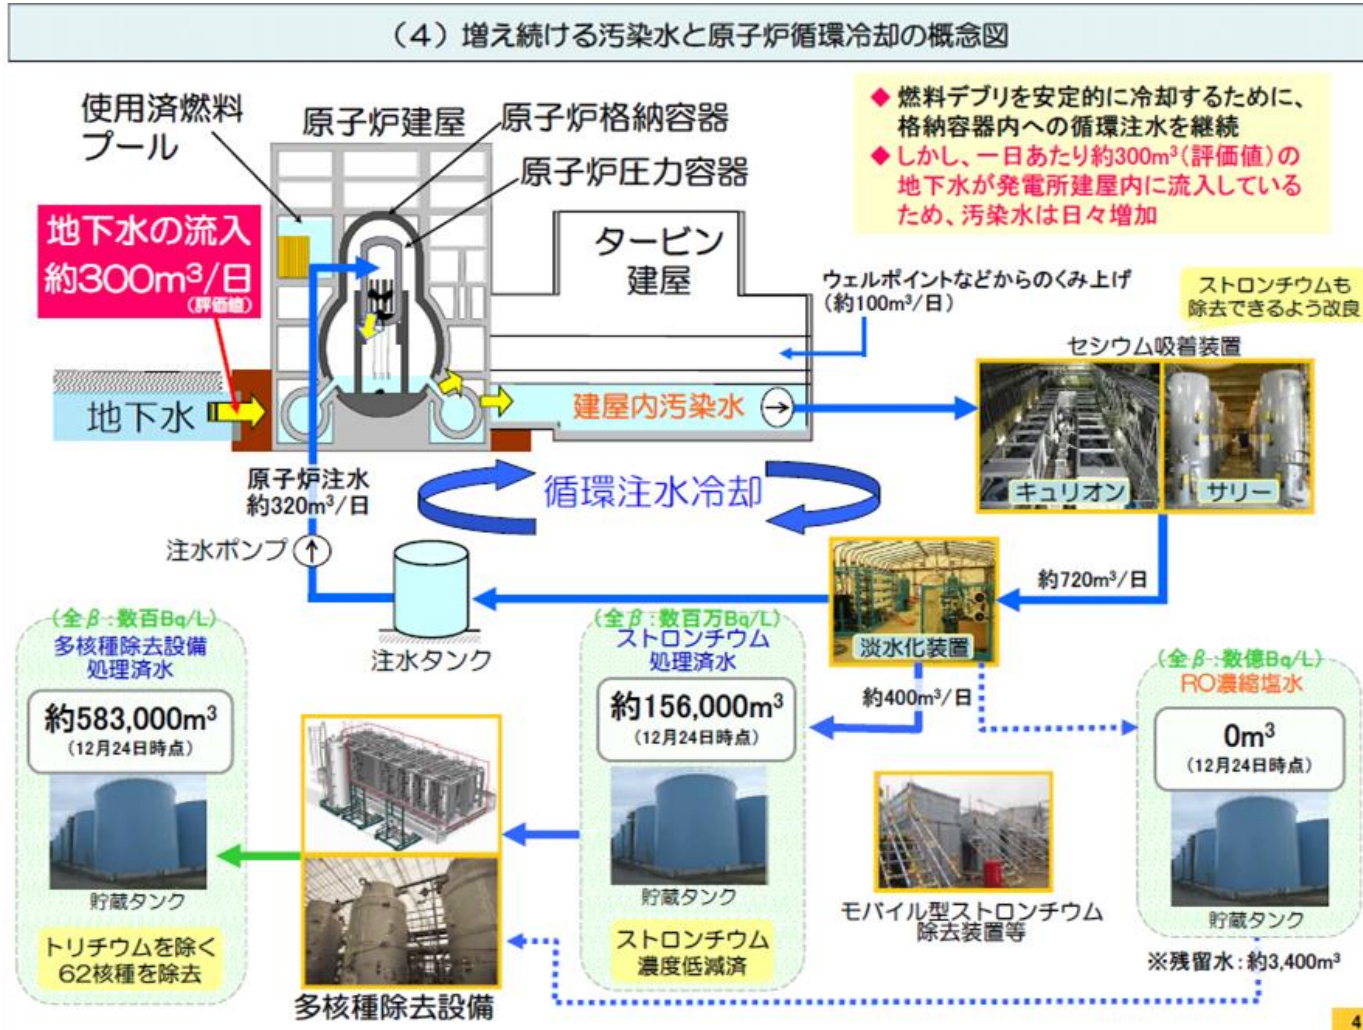 （4）増え続ける汚染水と原子炉循環冷却の概念図
◆ 燃料デブリを安定的に冷却するために、
格納容器内への循環注水を継続
◆ しかし、一日あたり約300m³（評価値）の
地下水が発電所建屋内に流入している
ため、汚染水は日々増加
使用済燃料
プール
原子炉建屋
原子炉格納容器
原子炉圧力容器
地下水の流入
約300m³/日
（評価値）
タービン
建屋
ウェルポイントなどからのくみ上げ
（約100m³/日）
ストロンチウムも
除去できるよう改良
セシウム吸着装置
キュリオン
サリー
地下水
建屋内汚染水
原子炉注水
約320m³/日
循環注水冷却
注水ポンプ
注水タンク
約720m³/日
淡水化装置
約400m³/日
（全β：数百Bq/L）
多核種除去設備
処理済水
約583,000m³
（12月24日時点）
貯蔵タンク
トリチウムを除く
62核種を除去
多核種除去設備
（全β：数百万Bq/L）
ストロンチウム
処理済水
約156,000m³
（12月24日時点）
貯蔵タンク
ストロンチウム
濃度低減済
モバイル型ストロンチウム
除去装置等
（全β：数億Bq/L）
RO濃縮塩水
0m³
（12月24日時点）
貯蔵タンク
※残留水：約3,400m³
4